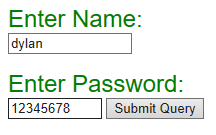 Enter Name:
dylan
Enter Password:
12345678 Submit Query